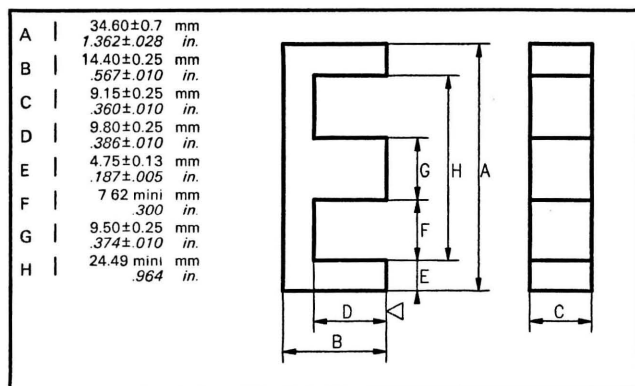 A | 34.60±0.7 mm
1.362±.028 in.
B | 14.40±0.25 mm
.567±.010 in.
C | 9.15±0.25 mm
.360±.010 in.
D | 9.80±0.25 mm
.386±.010 in.
E | 4.75±0.13 mm
.187±.005 in.
F | 7 62 mini mm
.300 in.
G | 9.50±0.25 mm
.374±.010 in.
H | 24.49 mini mm
.964 in.
G H A
F
E
D
B
C